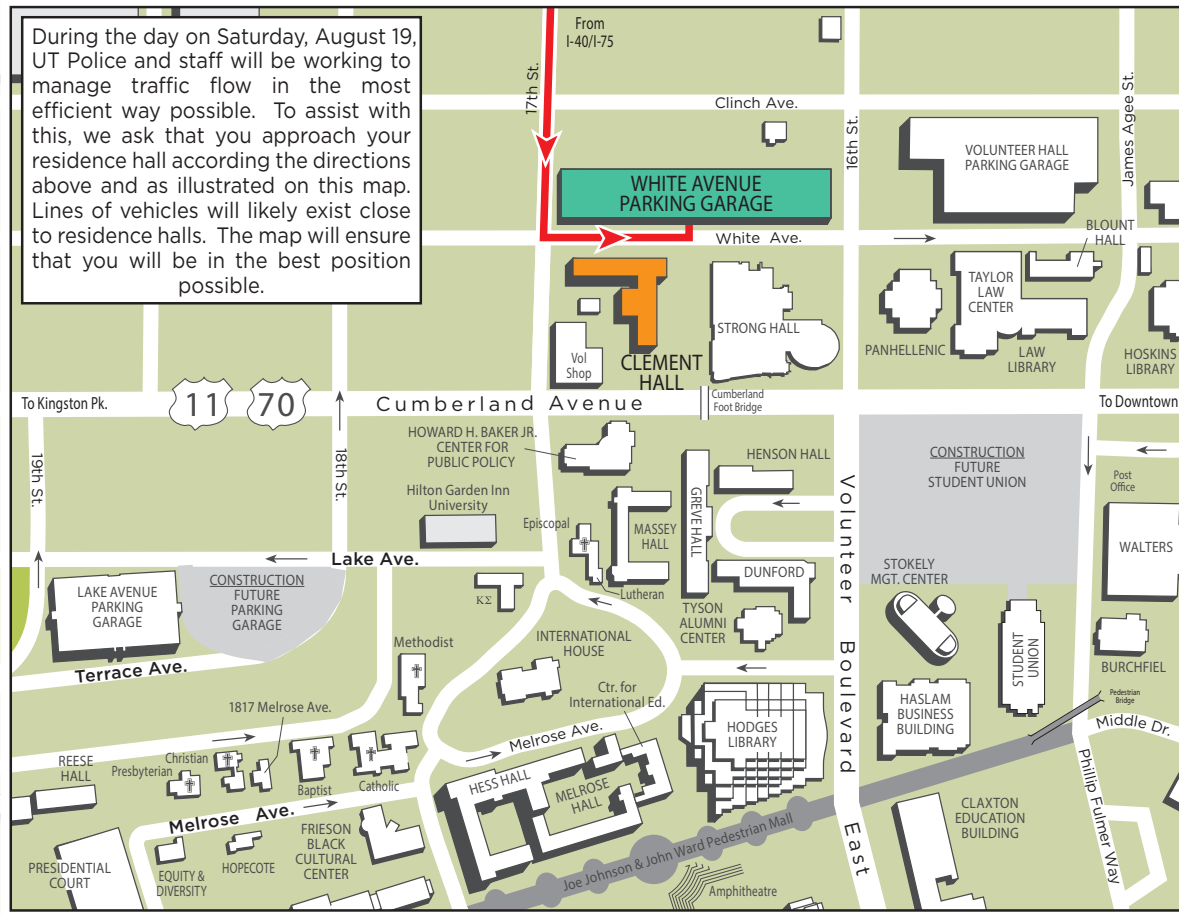 During the day on Saturday, August 19,
UT Police and staff will be working to
manage traffic flow in the most
efficient way possible. To assist with
this, we ask that you approach your
residence hall according the directions
above and as illustrated on this map.
Lines of vehicles will likely exist close
to residence halls. The map will ensure
that you will be in the best position
possible.
From
I-40/I-75
17th St.
Clinch Ave.
16th St.
James Agee St.
VOLUNTEER HALL
PARKING GARAGE
WHITE AVENUE
PARKING GARAGE
White Ave.
BLOUNT
HALL
TAYLOR
LAW
CENTER
STRONG HALL
PANHELLENIC
LAW
LIBRARY
HOSKINS
LIBRARY
Vol
Shop
CLEMENT
HALL
To Kingston Pk.
11
70
Cumberland Avenue
Cumberland
Foot Bridge
To Downtown
19th St.
18th St.
HOWARD H. BAKER JR.
CENTER FOR
PUBLIC POLICY
HENSON HALL
CONSTRUCTION
FUTURE
STUDENT UNION
Post
Office
Hilton Garden Inn
University
Episcopal
MASSEY
HALL
GREVE HALL
Volunteer Boulevard
WALTERS
Lake Ave.
LAKE AVENUE
PARKING
GARAGE
CONSTRUCTION
FUTURE
PARKING
GARAGE
ΚΣ
Lutheran
DUNFORD
STOKELY
MGT. CENTER
TYSON
ALUMNI
CENTER
Terrace Ave.
Methodist
INTERNATIONAL
HOUSE
STUDENT
UNION
BURCHFIEL
Ctr. for
International Ed.
Pedestrian
Bridge
1817 Melrose Ave.
HASLAM
BUSINESS
BUILDING
HODGES
LIBRARY
Melrose Ave.
Middle Dr.
REESE
HALL
Christian
Presbyterian
Baptist
Catholic
HESS HALL
MELROSE
HALL
Phillip Fulmer Way
Melrose Ave.
FRIESON
BLACK
CULTURAL
CENTER
Joe Johnson & John Ward Pedestrian Mall
East
CLAXTON
EDUCATION
BUILDING
PRESIDENTIAL
COURT
EQUITY &
DIVERSITY
HOPECOTE
Amphitheatre